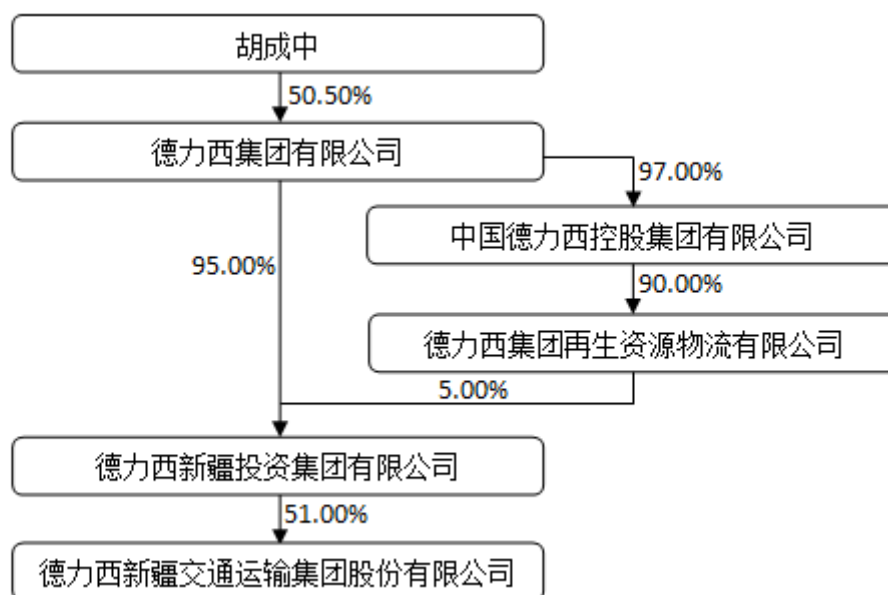 胡成中
50.50%
德力西集团有限公司
97.00%
中国德力西控股集团有限公司
95.00%
90.00%
德力西集团再生资源物流有限公司
5.00%
德力西新疆投资集团有限公司
51.00%
德力西新疆交通运输集团股份有限公司